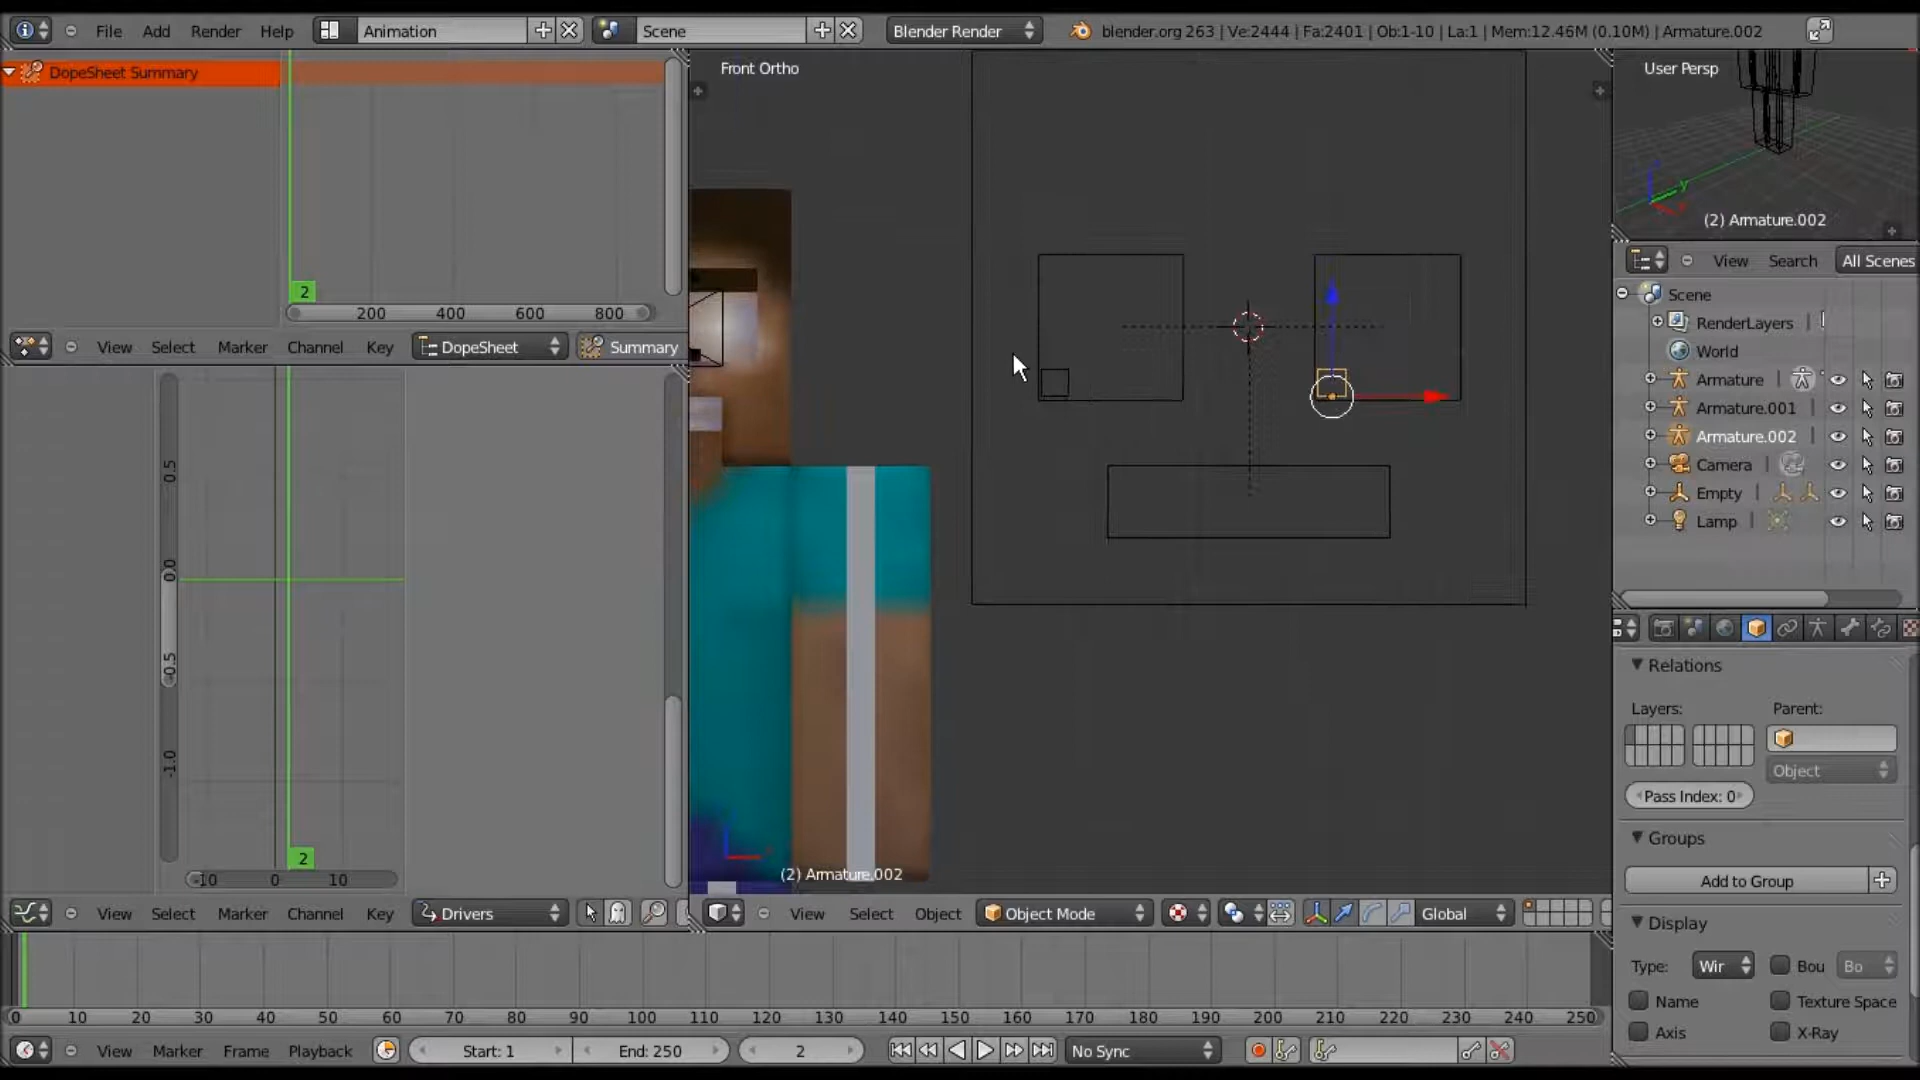 File Add Render Help Animation Scene Blender Render blender.org 263 | Ve:2444 | Fa:2401 | Ob:1-10 | La:1 | Mem:12.46M (0.10M) | Armature.002
DopeSheet Summary
2
200 400 600 800
View Select Marker Channel Key DopeSheet Summary
0.5
0.0
-0.5
-1.0
2
-10 0 10
View Select Marker Channel Key Drivers
Front Ortho
(2) Armature.002
View Select Object Object Mode Global
User Persp
(2) Armature.002
View Search All Scenes
Scene
RenderLayers
World
Armature
Armature.001
Armature.002
Camera
Empty
Lamp
Relations
Layers: Parent:
Object
Pass Index: 0
Groups
Add to Group
Display
Type: Wir Bou Bo
Name Texture Space
Axis X-Ray
0 10 20 30 40 50 60 70 80 90 100 110 120 130 140 150 160 170 180 190 200 210 220 230 240 250
View Marker Frame Playback Start: 1 End: 250 2 No Sync